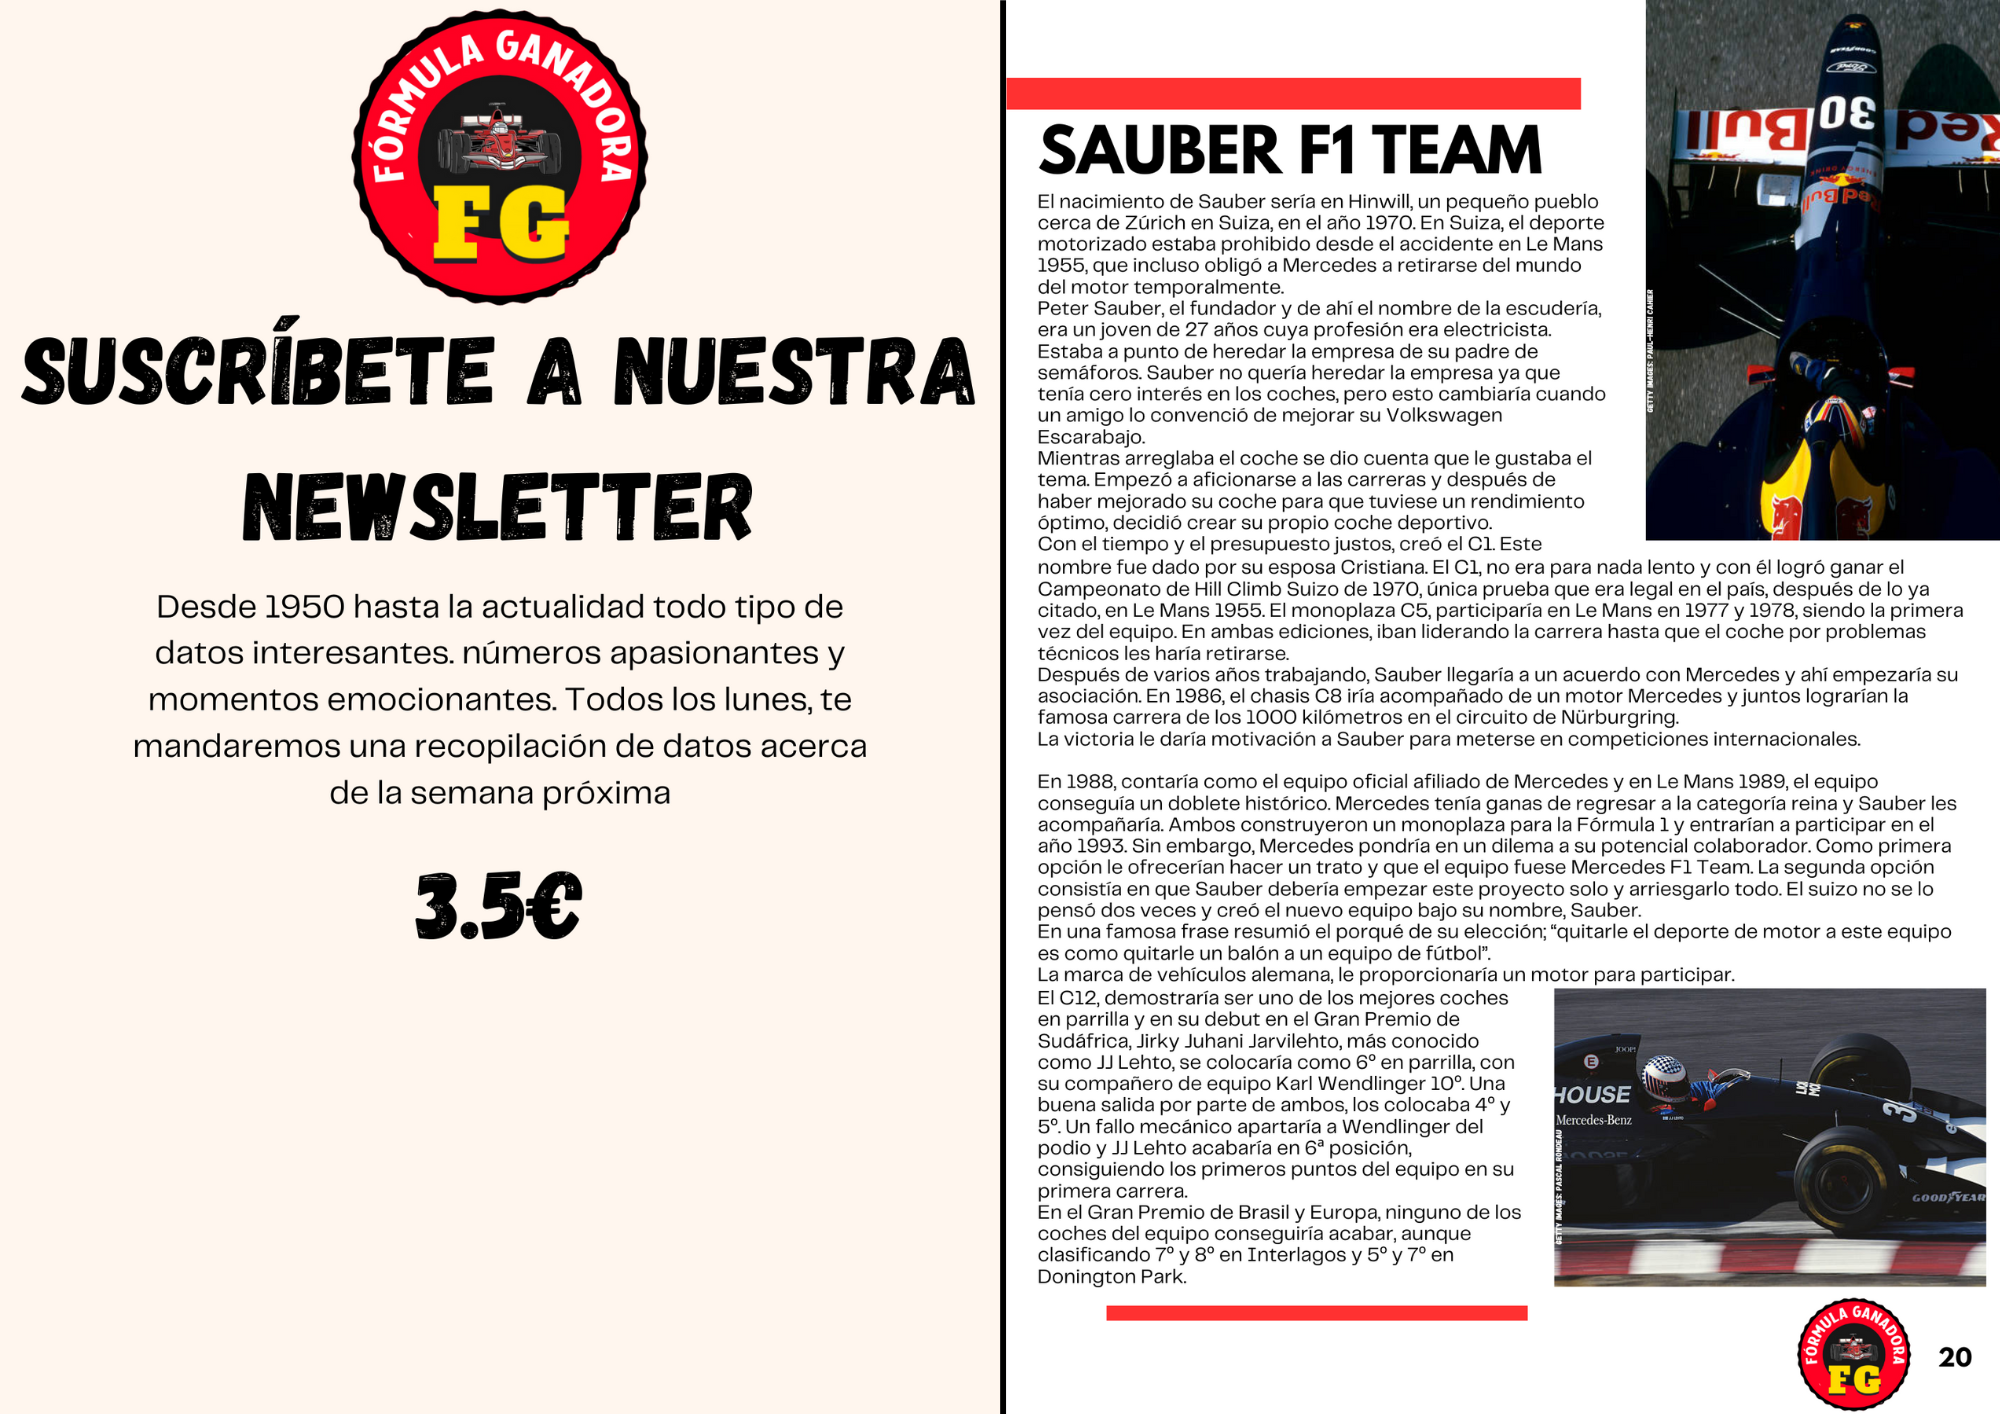 FÓRMULA GANADORA
FG
SUSCRÍBETE A NUESTRA
NEWSLETTER
Desde 1950 hasta la actualidad todo tipo de
datos interesantes. números apasionantes y
momentos emocionantes. Todos los lunes, te
mandaremos una recopilación de datos acerca
de la semana próxima
3.5€
SAUBER F1 TEAM
El nacimiento de Sauber sería en Hinwill, un pequeño pueblo
cerca de Zúrich en Suiza, en el año 1970. En Suiza, el deporte
motorizado estaba prohibido desde el accidente en Le Mans
1955, que incluso obligó a Mercedes a retirarse del mundo
del motor temporalmente.
Peter Sauber, el fundador y de ahí el nombre de la escudería,
era un joven de 27 años cuya profesión era electricista.
Estaba a punto de heredar la empresa de su padre de
semáforos. Sauber no quería heredar la empresa ya que
tenía cero interés en los coches, pero esto cambiaría cuando
un amigo lo convenció de mejorar su Volkswagen
Escarabajo.
Mientras arreglaba el coche se dio cuenta que le gustaba el
tema. Empezó a aficionarse a las carreras y después de
haber mejorado su coche para que tuviese un rendimiento
óptimo, decidió crear su propio coche deportivo.
Con el tiempo y el presupuesto justos, creó el C1. Este
nombre fue dado por su esposa Cristiana. El C1, no era para nada lento y con él logró ganar el
Campeonato de Hill Climb Suizo de 1970, única prueba que era legal en el país, después de lo ya
citado, en Le Mans 1955. El monoplaza C5, participaría en Le Mans en 1977 y 1978, siendo la primera
vez del equipo. En ambas ediciones, iban liderando la carrera hasta que el coche por problemas
técnicos les haría retirarse.
Después de varios años trabajando, Sauber llegaría a un acuerdo con Mercedes y ahí empezaría su
asociación. En 1986, el chasis C8 iría acompañado de un motor Mercedes y juntos lograrían la
famosa carrera de los 1000 kilómetros en el circuito de Nürburgring.
La victoria le daría motivación a Sauber para meterse en competiciones internacionales.
En 1988, contaría como el equipo oficial afiliado de Mercedes y en Le Mans 1989, el equipo
conseguía un doblete histórico. Mercedes tenía ganas de regresar a la categoría reina y Sauber les
acompañaría. Ambos construyeron un monoplaza para la Fórmula 1 y entrarían a participar en el
año 1993. Sin embargo, Mercedes pondría en un dilema a su potencial colaborador. Como primera
opción le ofrecerían hacer un trato y que el equipo fuese Mercedes F1 Team. La segunda opción
consistía en que Sauber debería empezar este proyecto solo y arriesgarlo todo. El suizo no se lo
pensó dos veces y creó el nuevo equipo bajo su nombre, Sauber.
En una famosa frase resumió el porqué de su elección; “quitarle el deporte de motor a este equipo
es como quitarle un balón a un equipo de fútbol”.
La marca de vehículos alemana, le proporcionaría un motor para participar.
El C12, demostraría ser uno de los mejores coches
en parrilla y en su debut en el Gran Premio de
Sudáfrica, Jirky Juhani Jarvilehto, más conocido
como JJ Lehto, se colocaría como 6º en parrilla, con
su compañero de equipo Karl Wendlinger 10º. Una
buena salida por parte de ambos, los colocaba 4º y
5º. Un fallo mecánico apartaría a Wendlinger del
podio y JJ Lehto acabaría en 6ª posición,
consiguiendo los primeros puntos del equipo en su
primera carrera.
En el Gran Premio de Brasil y Europa, ninguno de los
coches del equipo conseguiría acabar, aunque
clasificando 7º y 8º en Interlagos y 5º y 7º en
Donington Park.
GETTY IMAGES: PAUL-HENRI CAHIER
Ford
30
Red Bull
Red Bull
JOOP!
HOUSE
Mercedes-Benz
GOODYEAR
GETTY IMAGES: PASCAL RONDEAU
FÓRMULA GANADORA
FG
20